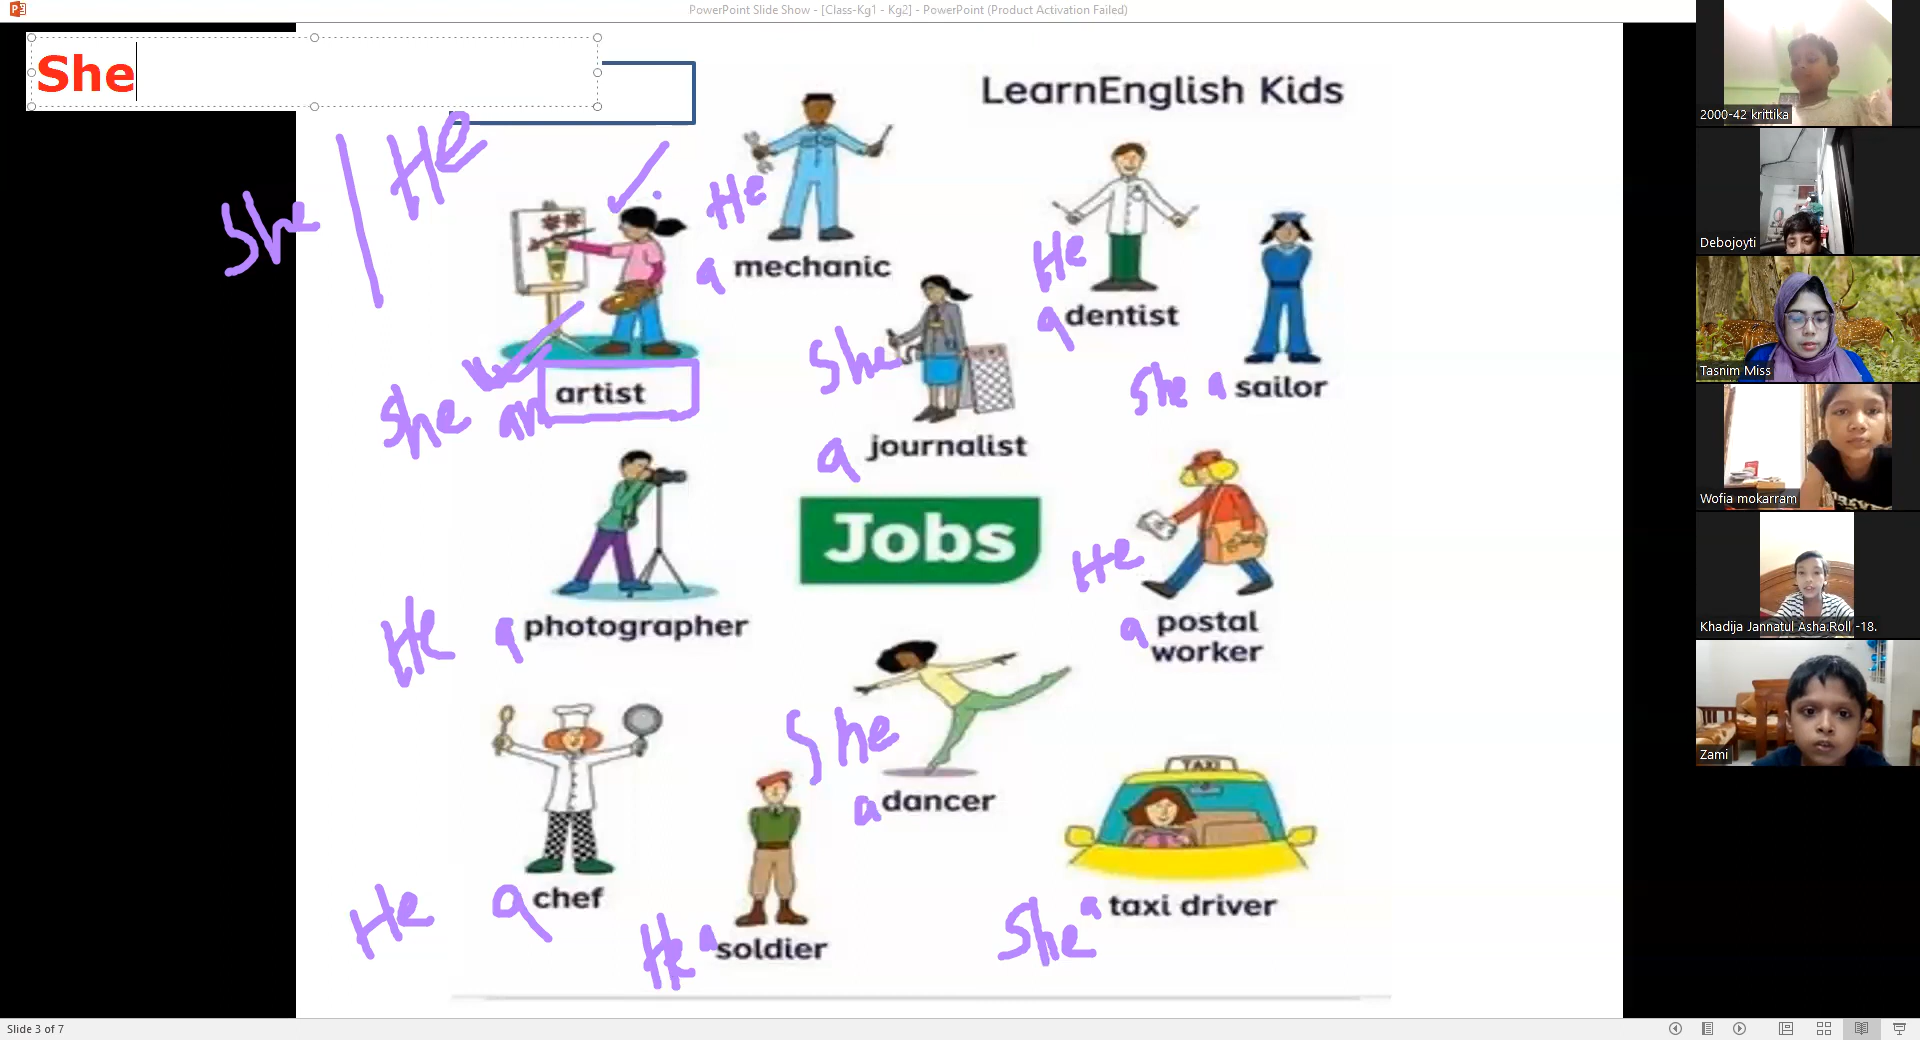 PowerPoint Slide Show - [Class-Kg1 - Kg2] - PowerPoint (Product Activation Failed)
She
LearnEnglish Kids
She / He
He
a mechanic
He
a dentist
She a sailor
She an artist
She
a journalist
Jobs
He a photographer
He
a postal
worker
She
a dancer
He a chef
He a soldier
She a taxi driver
TAXI
2000-42 krittika
Debojoyti
Tasnim Miss
Wofia mokarram
Khadija Jannatul Asha.Roll -18.
Zami
Slide 3 of 7